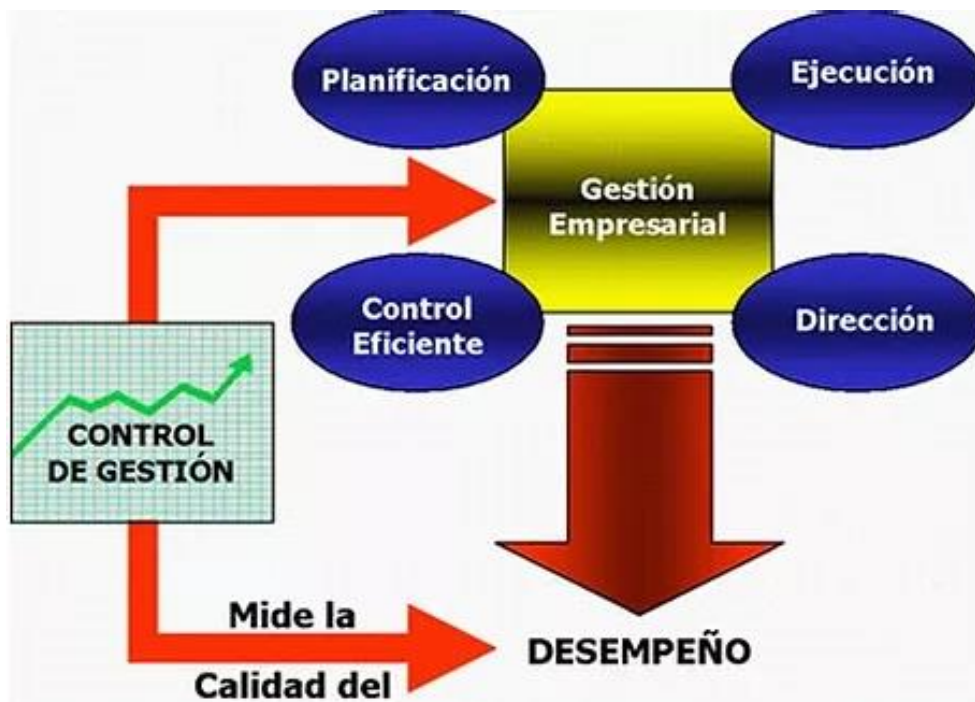 Planificación
Ejecución
Gestión
Empresarial
Control
Eficiente
Dirección
CONTROL
DE GESTIÓN
Mide la
Calidad del
DESEMPEÑO